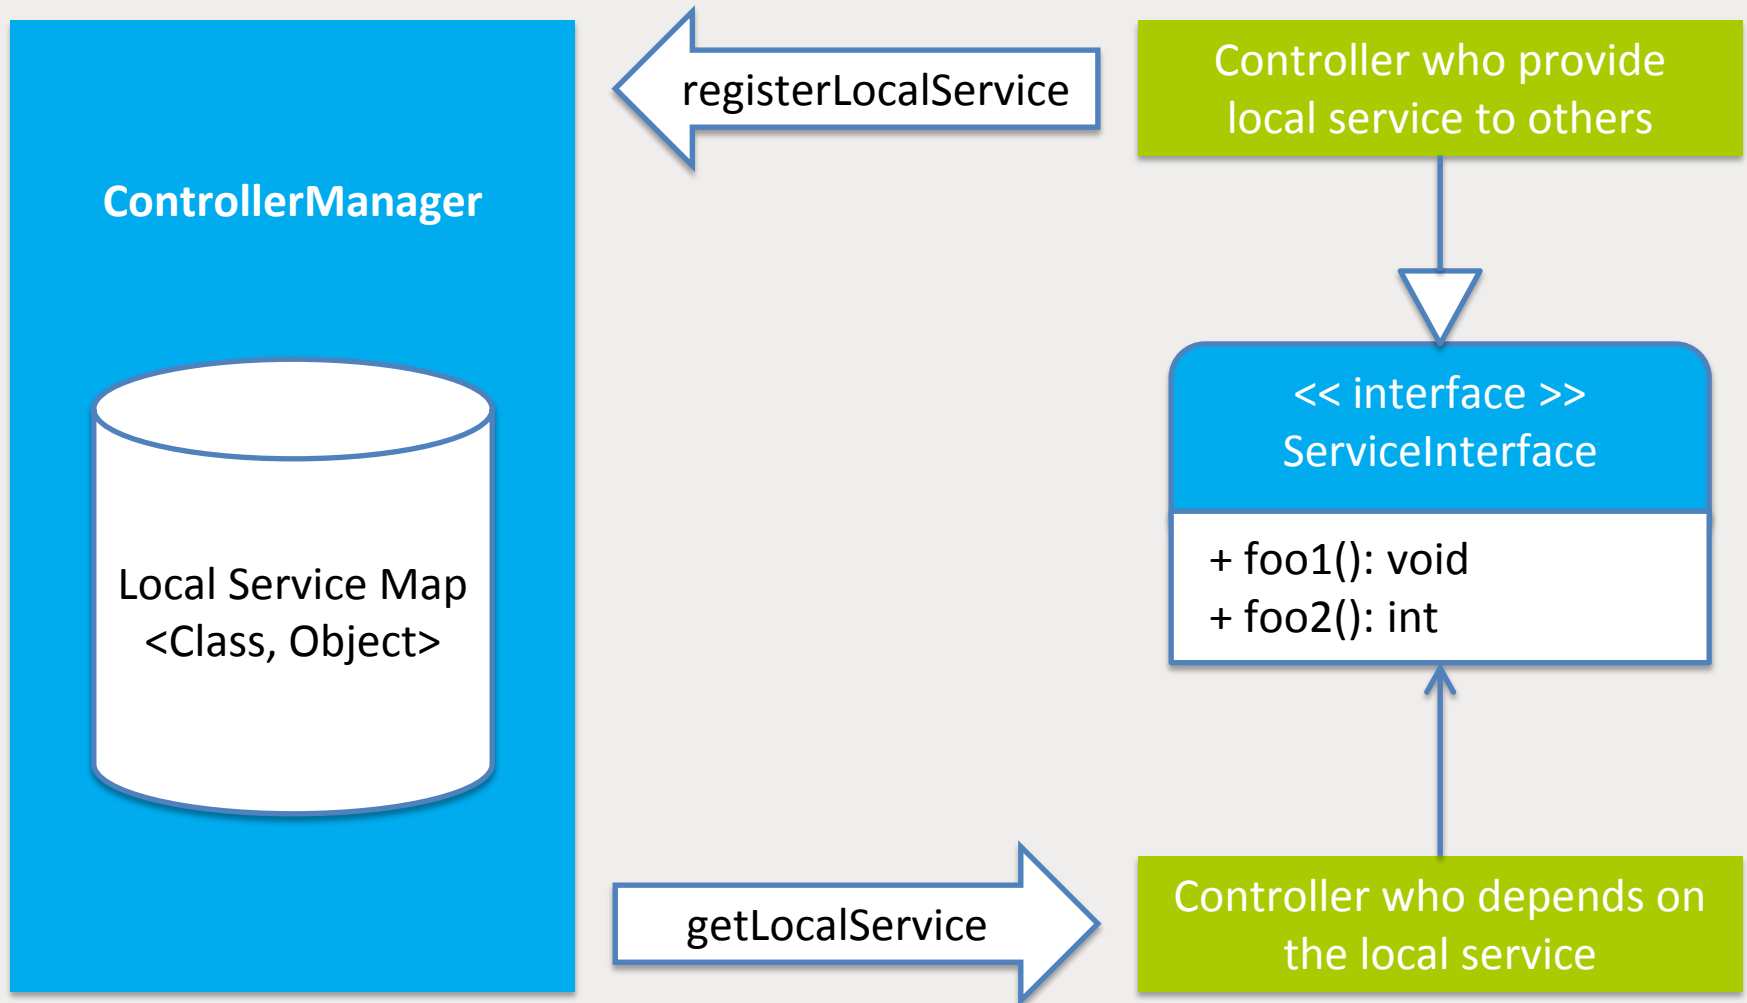 ControllerManager
Local Service Map
<Class, Object>
registerLocalService
Controller who provide
local service to others
<< interface >>
ServiceInterface
+ foo1(): void
+ foo2(): int
getLocalService
Controller who depends on
the local service